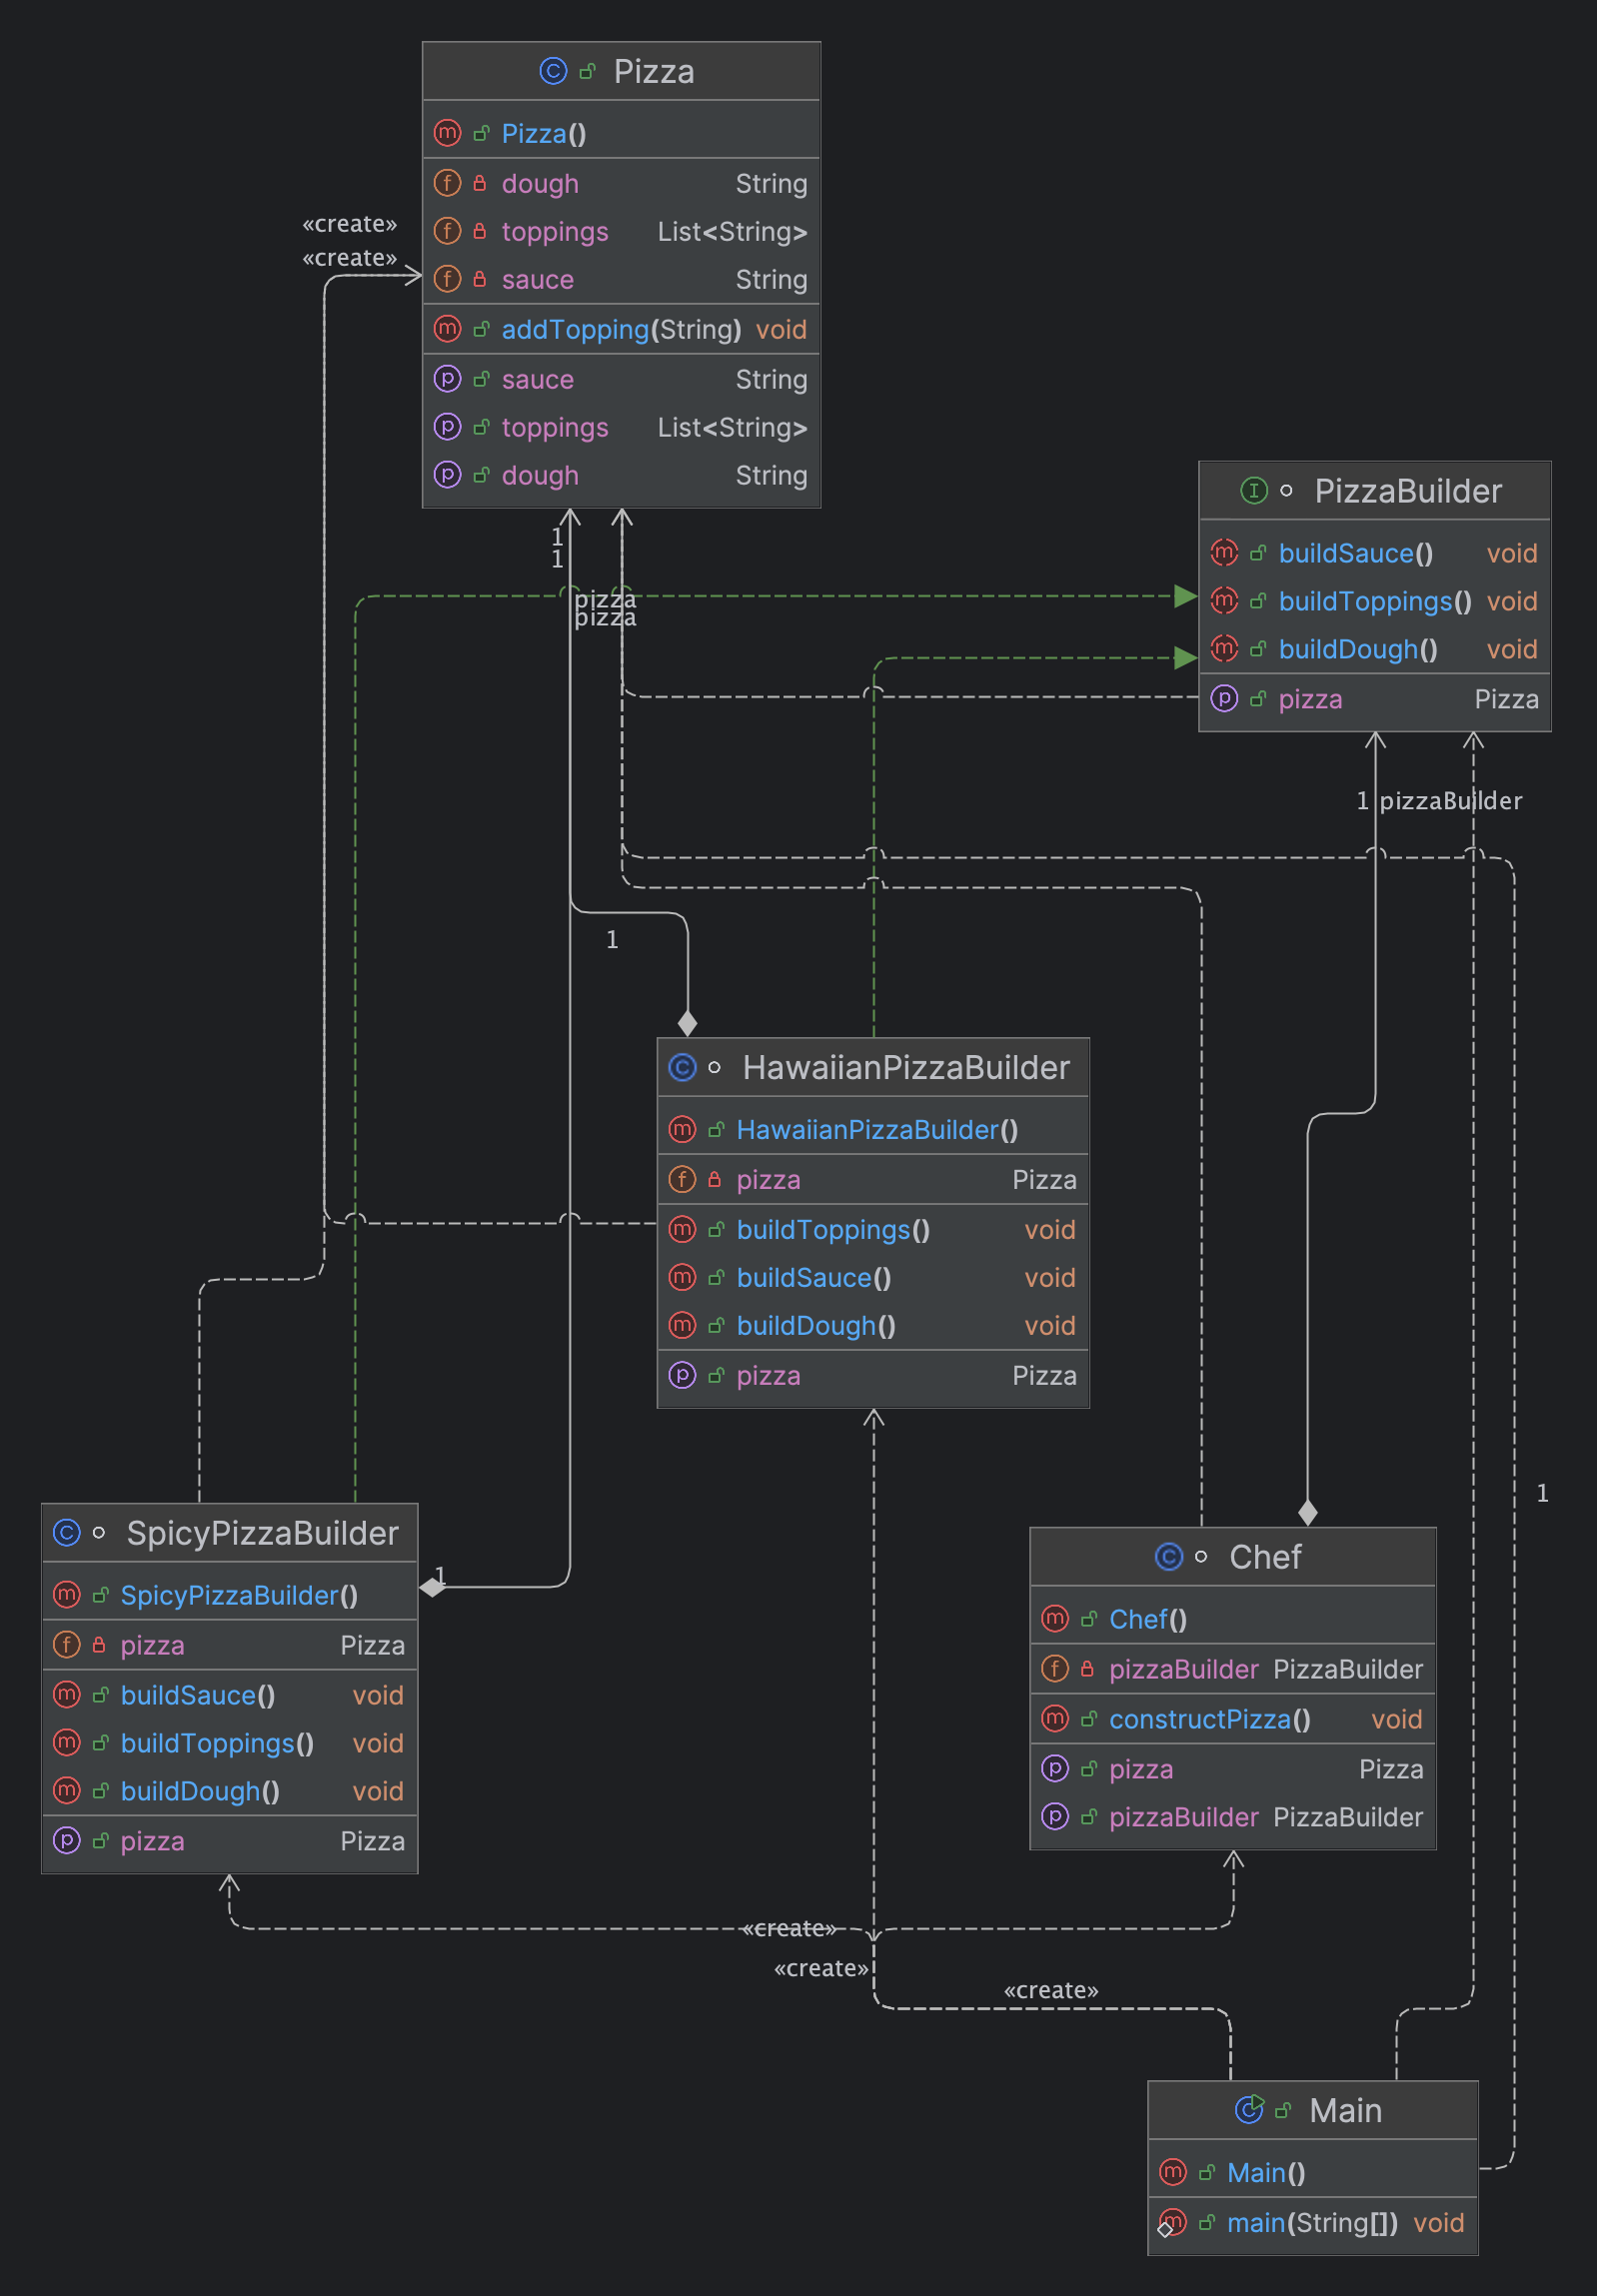 Pizza
Pizza()
dough String
toppings List<String>
sauce String
addTopping(String) void
sauce String
toppings List<String>
dough String
«create»
«create»
PizzaBuilder
buildSauce() void
buildToppings() void
buildDough() void
pizza Pizza
1
1
pizza
pizza
1 pizzaBuilder
1
HawaiianPizzaBuilder
HawaiianPizzaBuilder()
pizza Pizza
buildToppings() void
buildSauce() void
buildDough() void
pizza Pizza
1
SpicyPizzaBuilder
SpicyPizzaBuilder()
pizza Pizza
buildSauce() void
buildToppings() void
buildDough() void
pizza Pizza
1
Chef
Chef()
pizzaBuilder PizzaBuilder
constructPizza() void
pizza Pizza
pizzaBuilder PizzaBuilder
«create»
«create»
«create»
Main
Main()
main(String[]) void